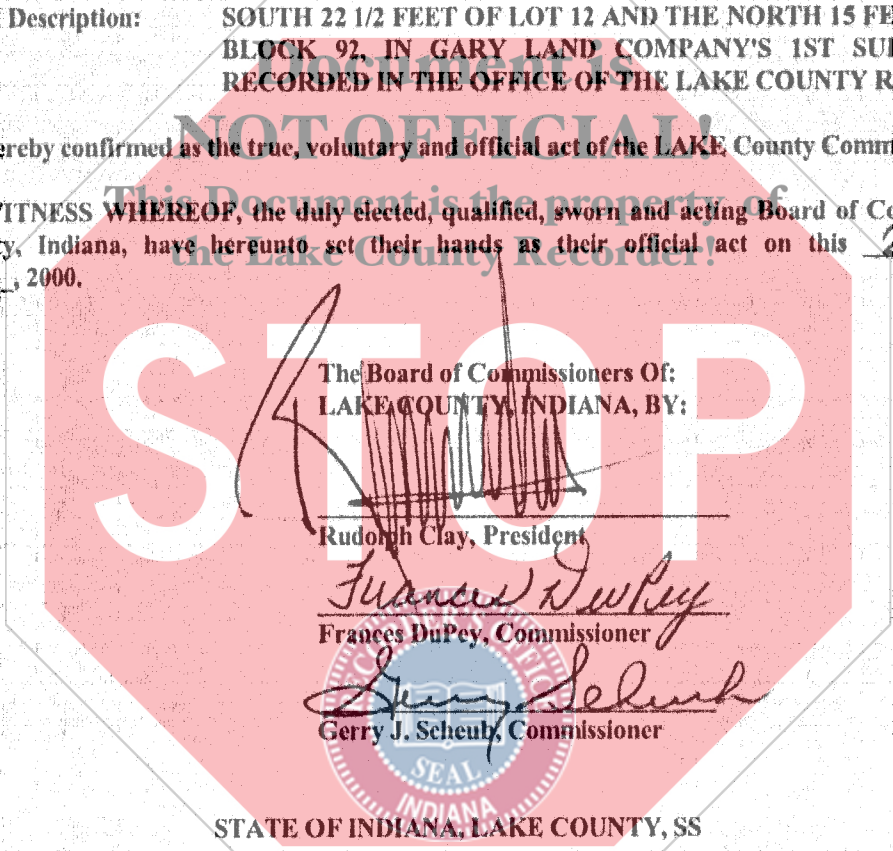 Description: SOUTH 22 1/2 FEET OF LOT 12 AND THE NORTH 15 FE
BLOCK 92, IN GARY LAND COMPANY'S 1ST SU
RECORDED IN THE OFFICE OF THE LAKE COUNTY R
Document is
NOT OFFICIAL!
ereby confirmed as the true, voluntary and official act of the LAKE County Comm
This Document is the property of
the Lake County Recorder!
ITNESS WHEREOF, the duly elected, qualified, sworn and acting Board of Co
y, Indiana, have hereunto set their hands as their official act on this 2
, 2000.
STOP
The Board of Commissioners Of:
LAKE COUNTY, INDIANA, BY:
Rudolph Clay, President
Frances DuPey
Frances DuPey, Commissioner
Gerry Scheub
Gerry J. Scheub, Commissioner
RECORDER'S OFFICE
SEAL
INDIANA
STATE OF INDIANA, LAKE COUNTY, SS